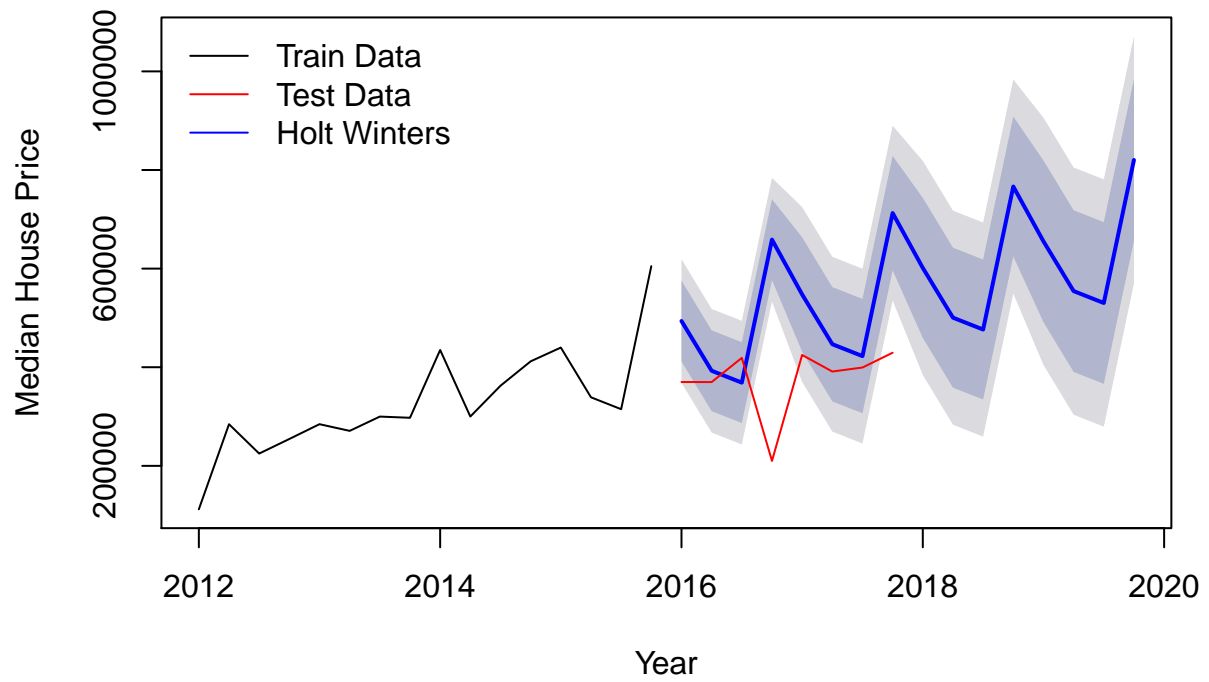 Train Data
Test Data
Holt Winters
Median House Price
1000000
600000
200000
2012
2014
2016
2018
2020
Year